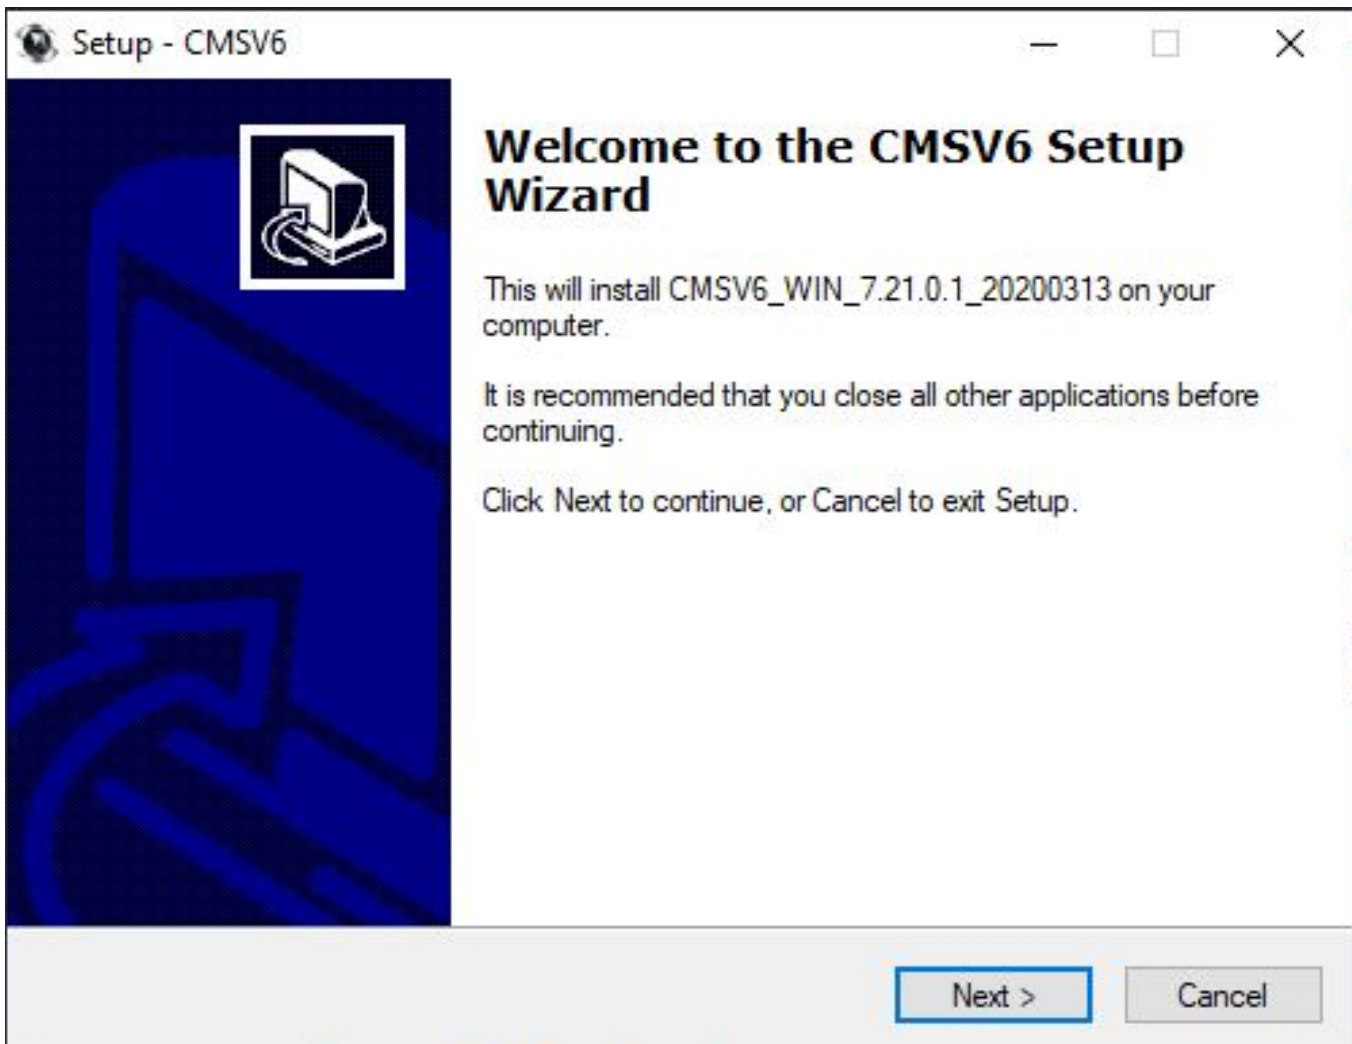 Setup - CMSV6
Welcome to the CMSV6 Setup
Wizard
This will install CMSV6_WIN_7.21.0.1_20200313 on your
computer.
It is recommended that you close all other applications before
continuing.
Click Next to continue, or Cancel to exit Setup.
Next >
Cancel